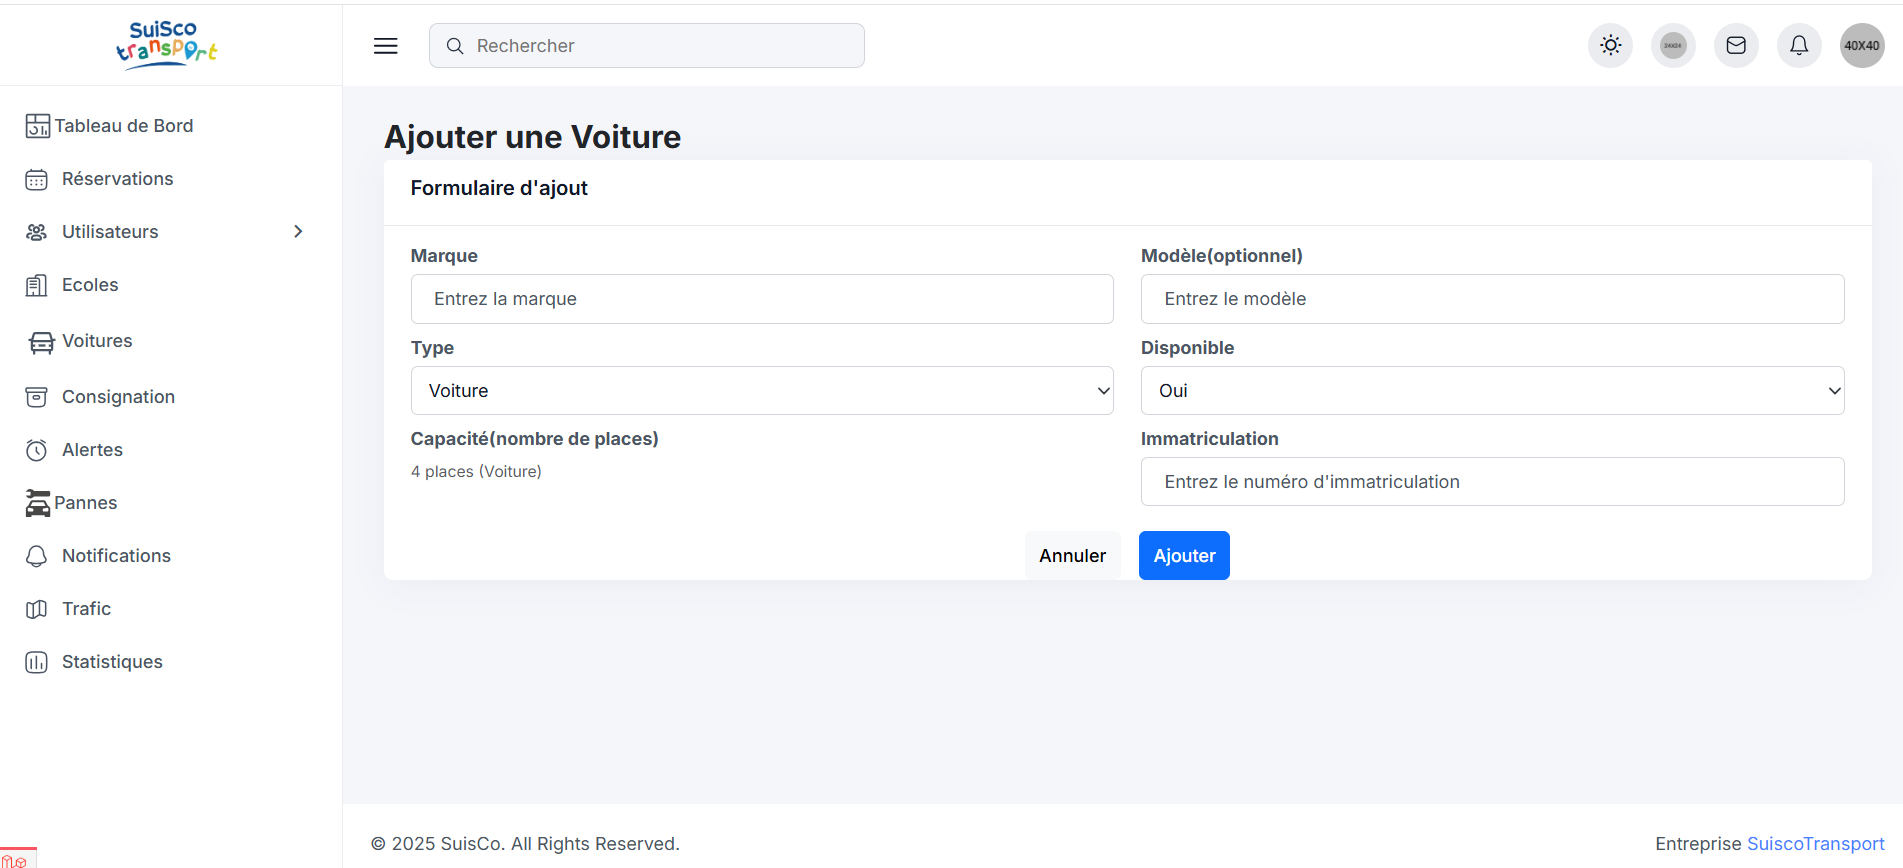 SuiSco
transport
Rechercher
24X24
40X40
Tableau de Bord
Réservations
Utilisateurs
Ecoles
Voitures
Consignation
Alertes
Pannes
Notifications
Trafic
Statistiques
Ajouter une Voiture
Formulaire d'ajout
Marque
Entrez la marque
Modèle(optionnel)
Entrez le modèle
Type
Voiture
Disponible
Oui
Capacité(nombre de places)
4 places (Voiture)
Immatriculation
Entrez le numéro d'immatriculation
Annuler
Ajouter
© 2025 SuisCo. All Rights Reserved.
Entreprise SuiscoTransport